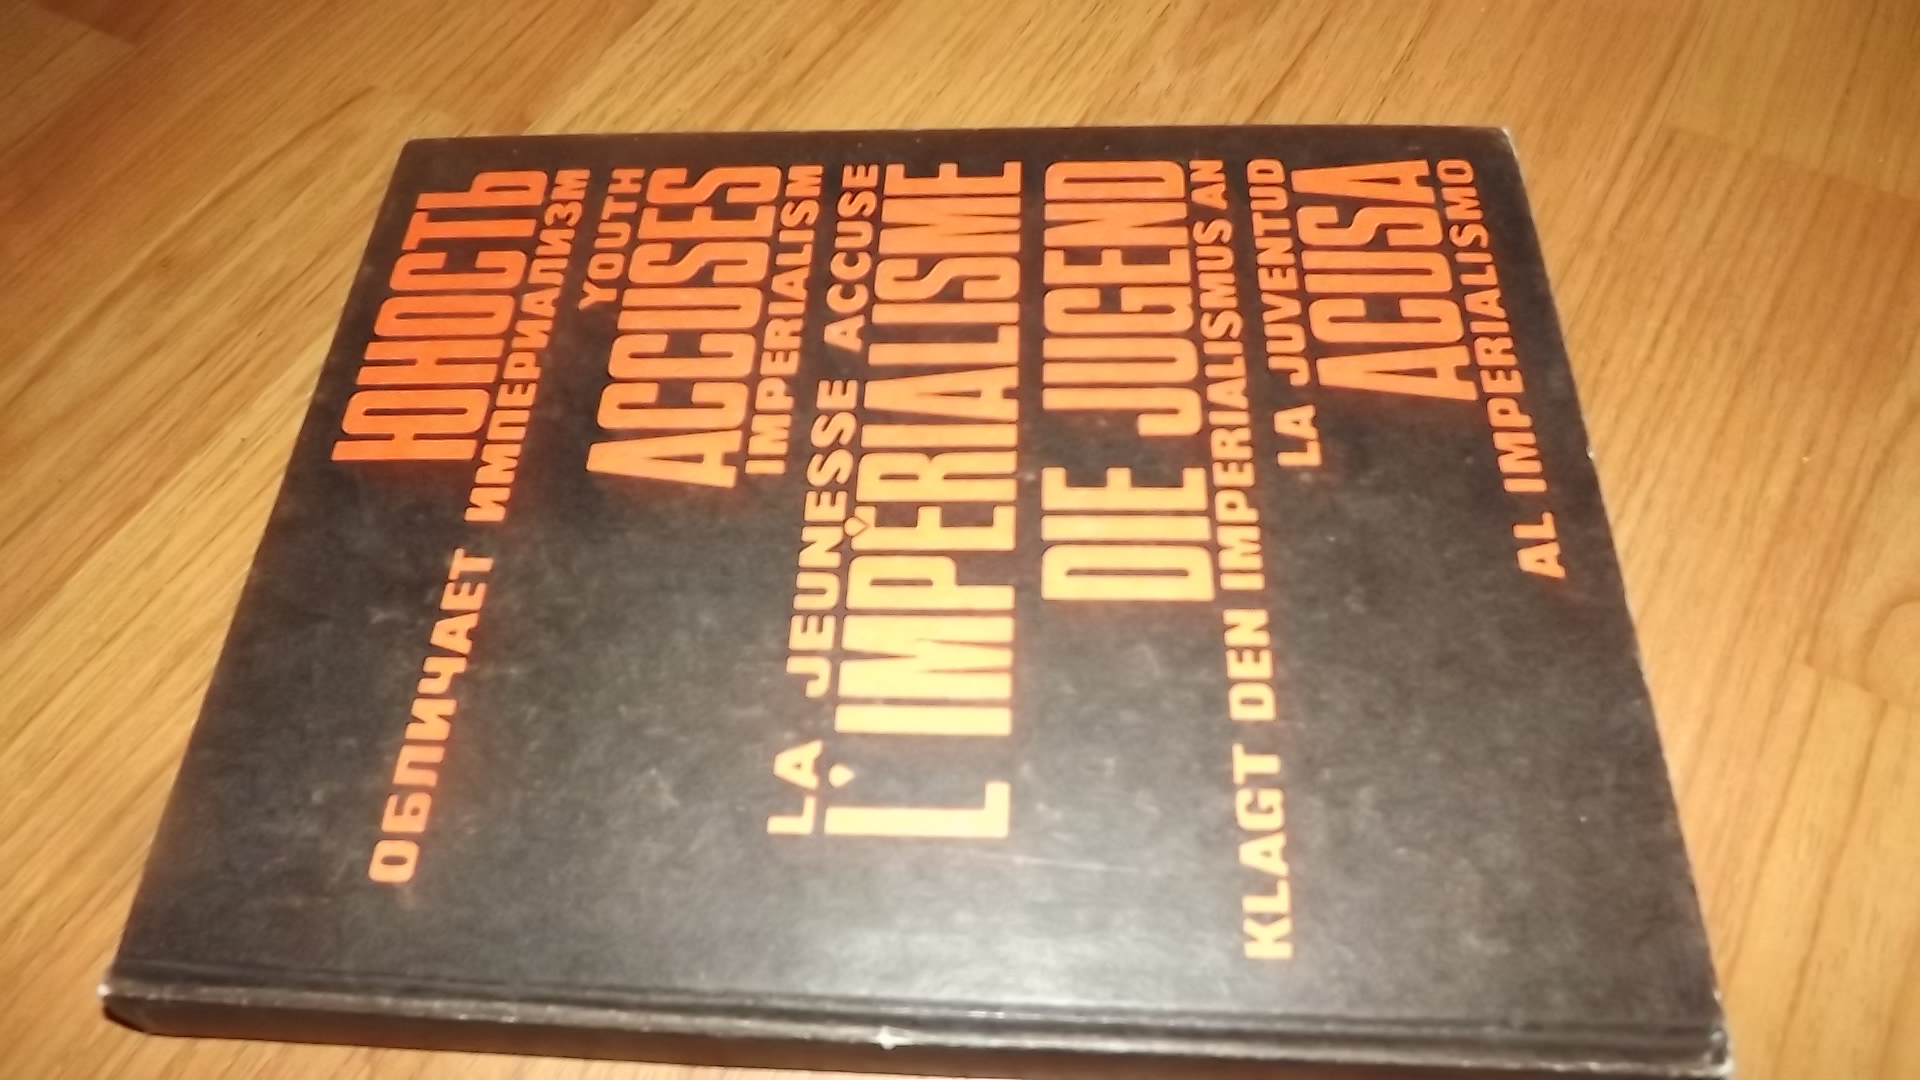 ЮНОСТЬ
ОБЛИЧАЕТ ИМПЕРИАЛИЗМ
YOUTH
ACCUSES
IMPERIALISM
LA JEUNESSE ACCUSE
L'IMPÉRIALISME
DIE JUGEND
KLAGT DEN IMPERIALISMUS AN
LA JUVENTUD
ACUSA
AL IMPERIALISMO